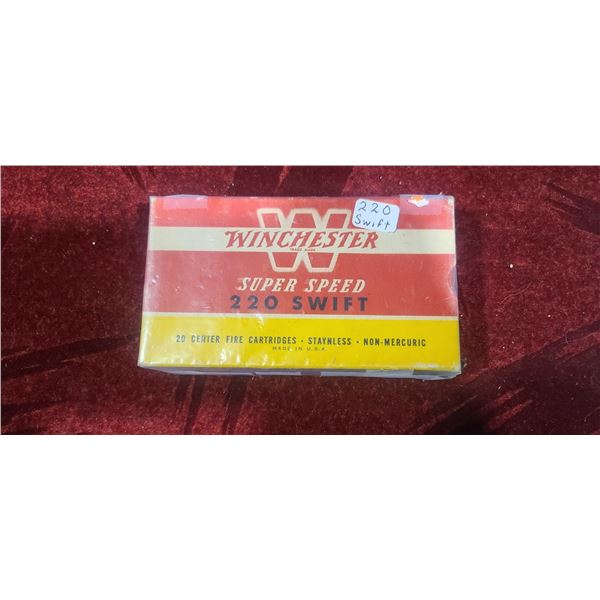 220
Swift
W
WINCHESTER
TRADE MARK
SUPER SPEED
220 SWIFT
20 CENTER FIRE CARTRIDGES · STAYNLESS · NON-MERCURIC
MADE IN U.S.A.